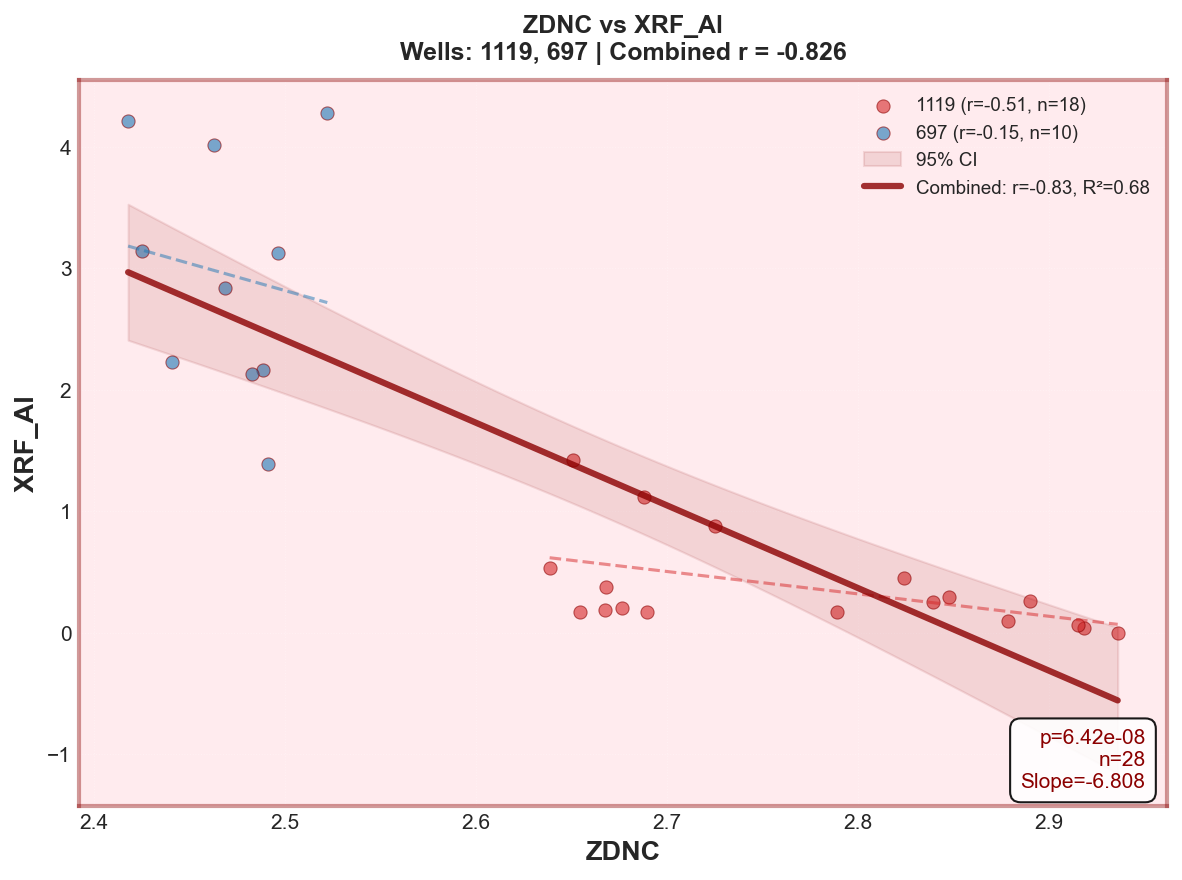 ZDNC vs XRF_Al
Wells: 1119, 697 | Combined r = -0.826
1119 (r=-0.51, n=18)
697 (r=-0.15, n=10)
95% CI
Combined: r=-0.83, R²=0.68
XRF_Al
4
3
2
1
0
−1
p=6.42e-08
n=28
Slope=-6.808
2.4 2.5 2.6 2.7 2.8 2.9
ZDNC